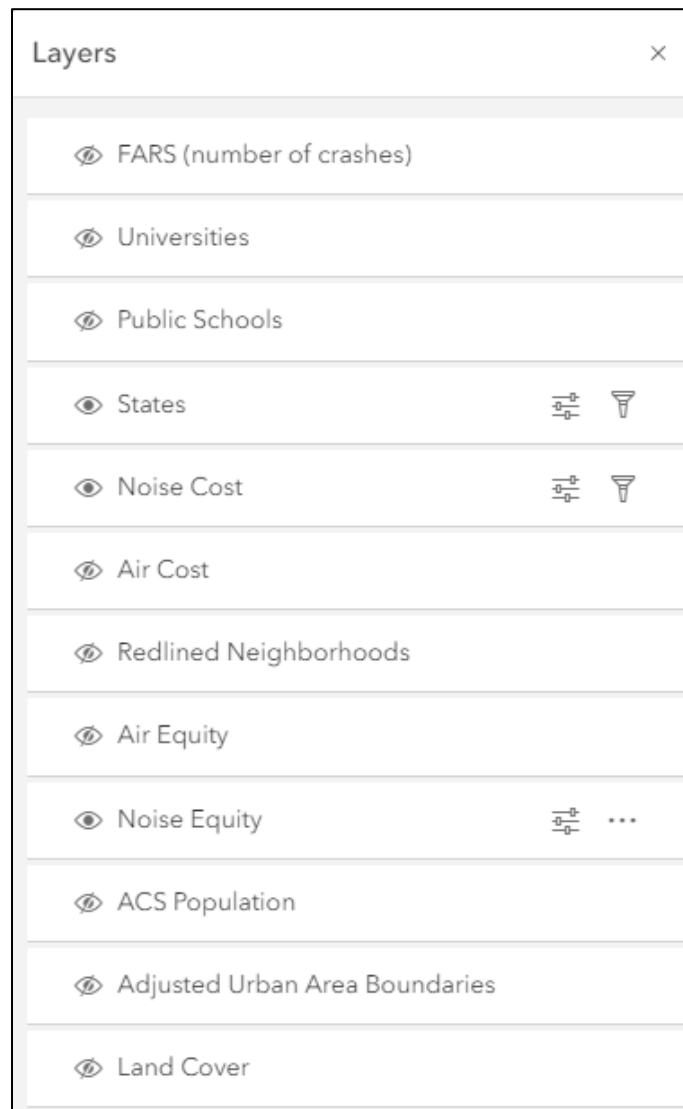 Layers
FARS (number of crashes)
Universities
Public Schools
States
Noise Cost
Air Cost
Redlined Neighborhoods
Air Equity
Noise Equity
ACS Population
Adjusted Urban Area Boundaries
Land Cover